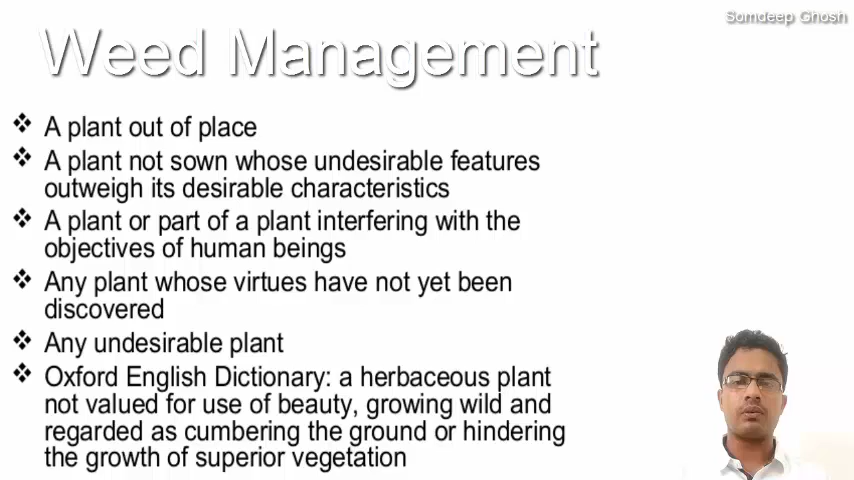 Somdeep Ghosh
Weed Management
❖ A plant out of place
❖ A plant not sown whose undesirable features
outweigh its desirable characteristics
❖ A plant or part of a plant interfering with the
objectives of human beings
❖ Any plant whose virtues have not yet been
discovered
❖ Any undesirable plant
❖ Oxford English Dictionary: a herbaceous plant
not valued for use of beauty, growing wild and
regarded as cumbering the ground or hindering
the growth of superior vegetation